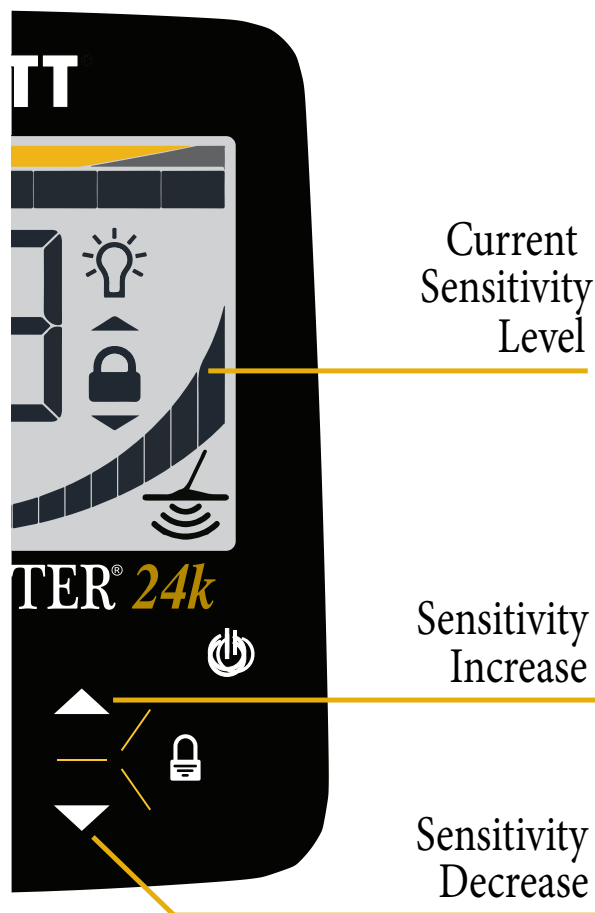 TT
Current
Sensitivity
Level
TER® 24k
Sensitivity
Increase
Sensitivity
Decrease